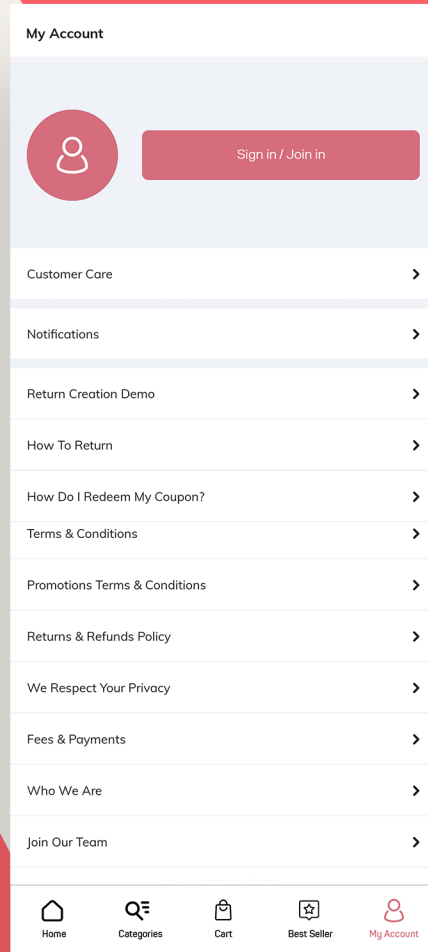 My Account
Sign in / Join in
Customer Care
Notifications
Return Creation Demo
How To Return
How Do I Redeem My Coupon?
Terms & Conditions
Promotions Terms & Conditions
Returns & Refunds Policy
We Respect Your Privacy
Fees & Payments
Who We Are
Join Our Team
Home
Categories
Cart
Best Seller
My Account